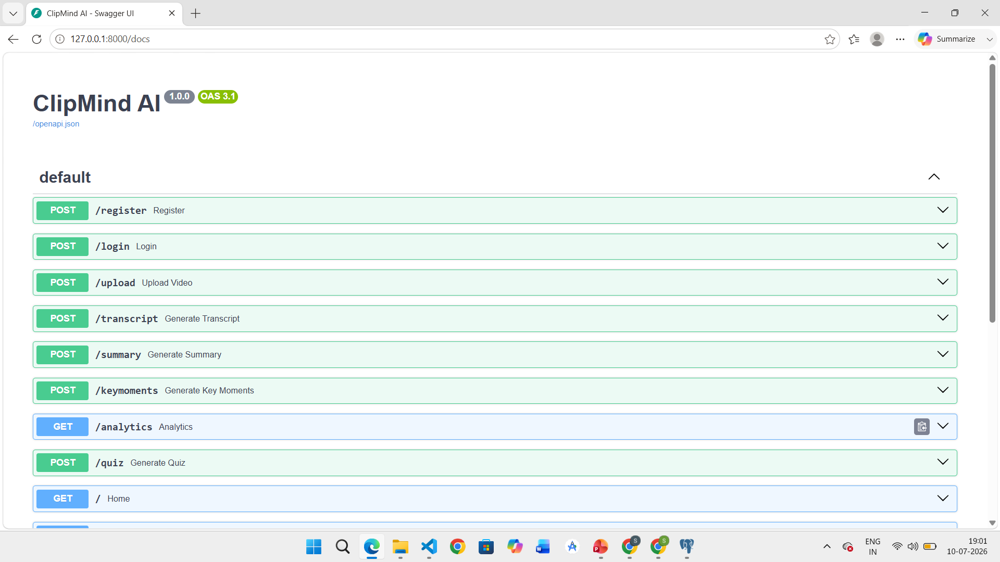 ClipMind AI - Swagger UI
127.0.0.1:8000/docs
Summarize
ClipMind AI 1.0.0 OAS 3.1
/openapi.json
default
POST /register Register
POST /login Login
POST /upload Upload Video
POST /transcript Generate Transcript
POST /summary Generate Summary
POST /keymoments Generate Key Moments
GET /analytics Analytics
POST /quiz Generate Quiz
GET / Home
S
S
W
P
ENG
IN
19:01
10-07-2026